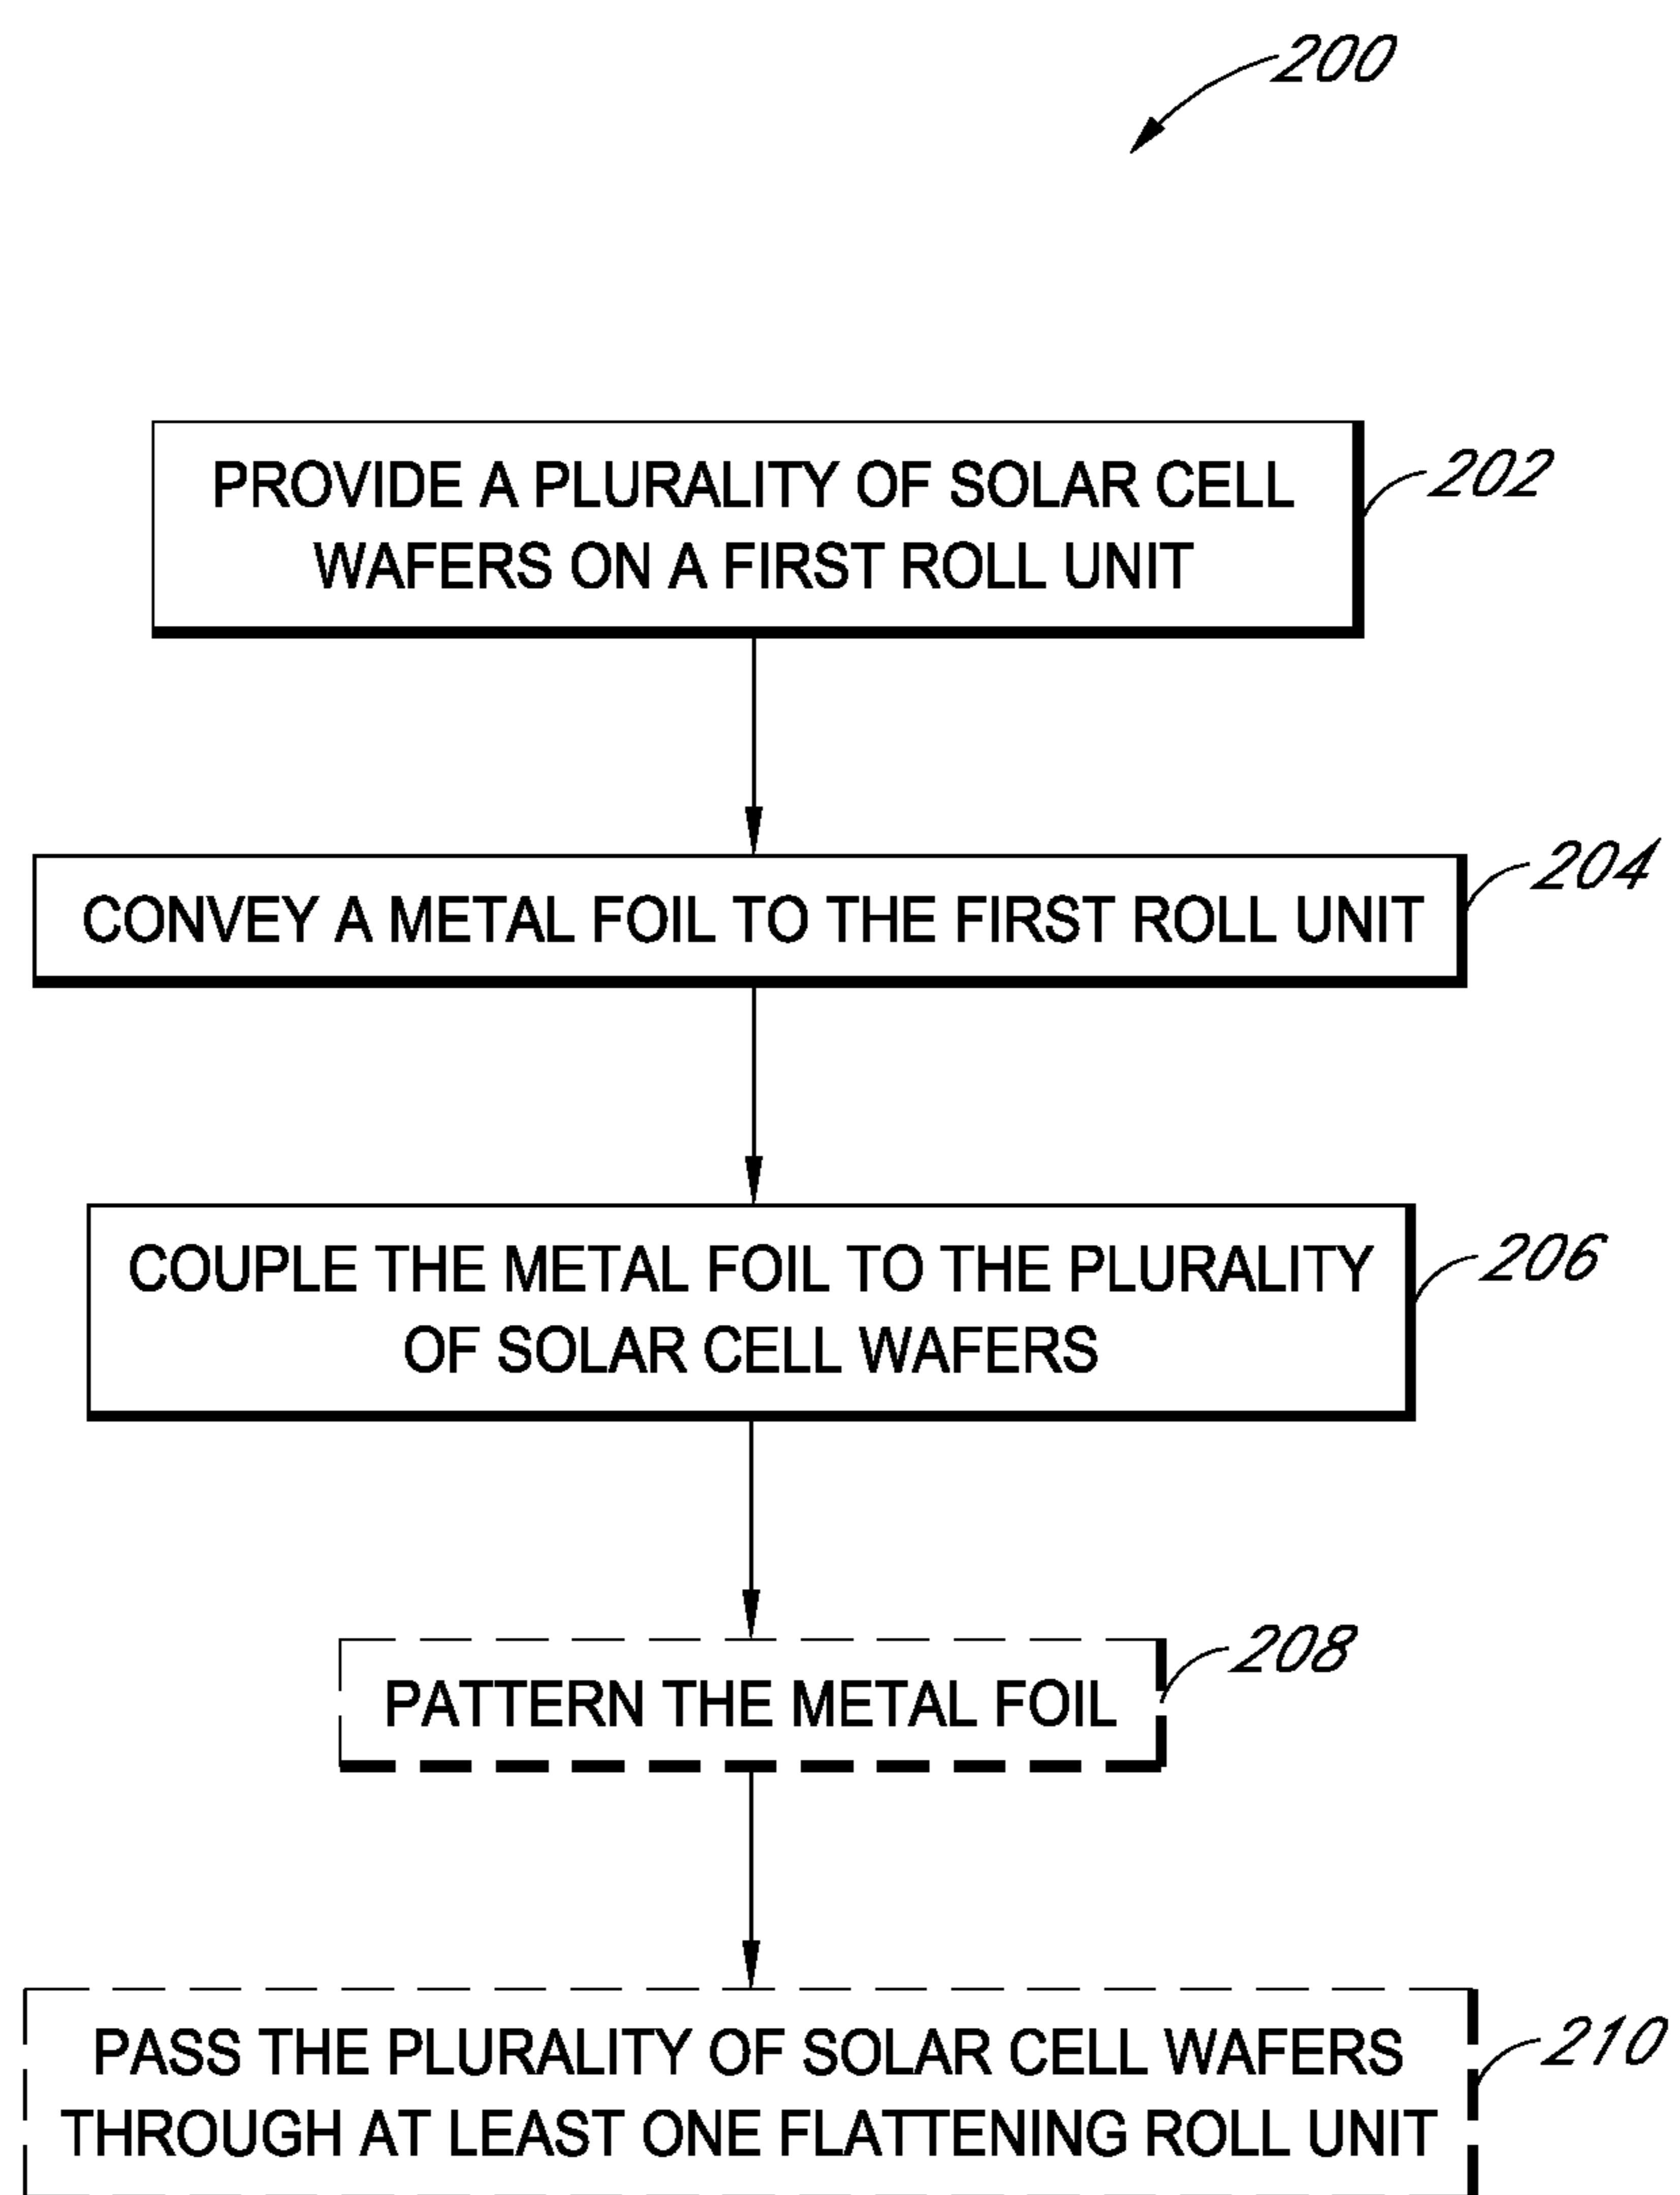 200
PROVIDE A PLURALITY OF SOLAR CELL
WAFERS ON A FIRST ROLL UNIT
202
CONVEY A METAL FOIL TO THE FIRST ROLL UNIT
204
COUPLE THE METAL FOIL TO THE PLURALITY
OF SOLAR CELL WAFERS
206
PATTERN THE METAL FOIL
208
PASS THE PLURALITY OF SOLAR CELL WAFERS
THROUGH AT LEAST ONE FLATTENING ROLL UNIT
210